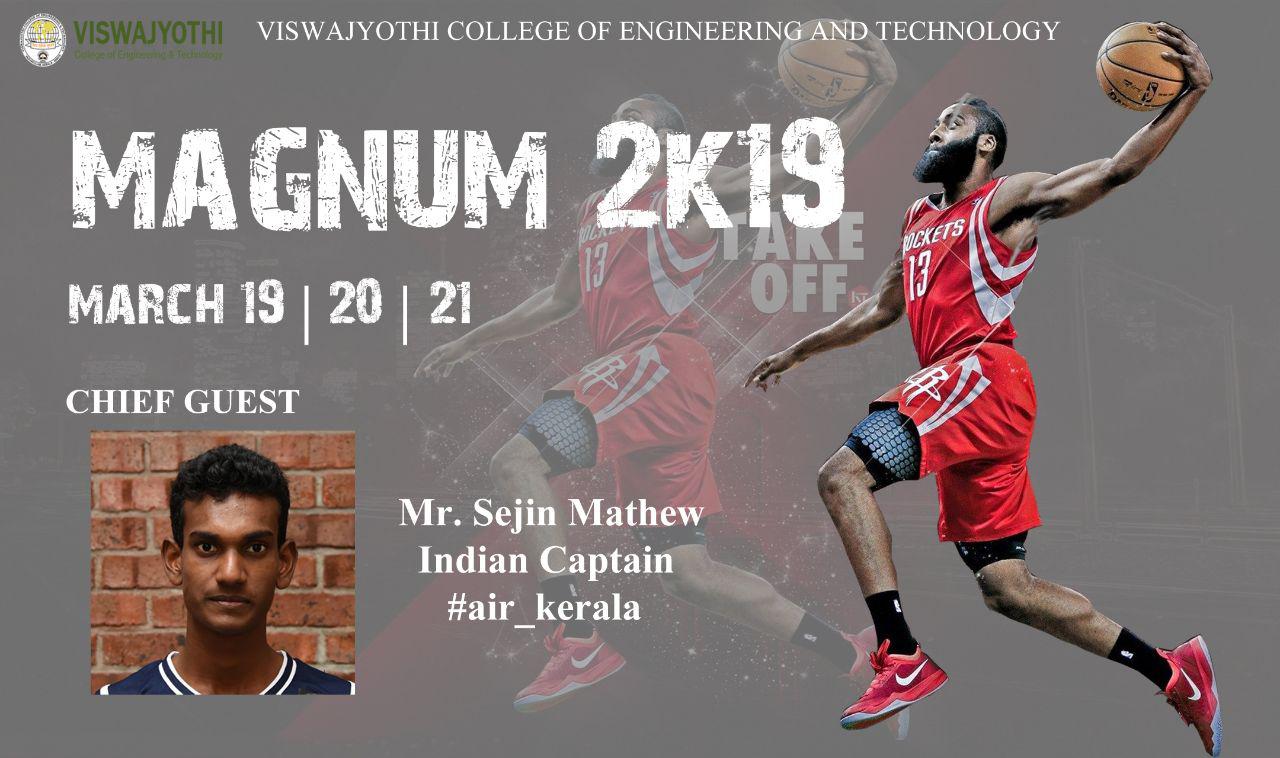 VISWAJYOTHI
College of Engineering & Technology
VISWAJYOTHI COLLEGE OF ENGINEERING AND TECHNOLOGY
MAGNUM 2K19
TAKE
OFF
MARCH 19 | 20 | 21
ROCKETS
13
13
CHIEF GUEST
Mr. Sejin Mathew
Indian Captain
#air_kerala